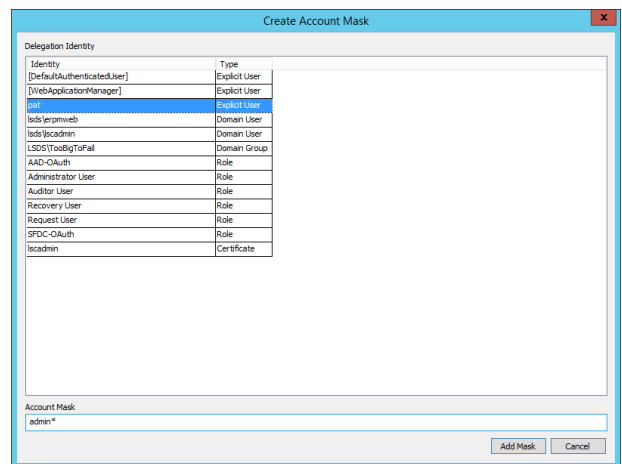 Create Account Mask
x
Delegation Identity
Identity Type
[DefaultAuthenticatedUser] Explicit User
[WebApplicationManager] Explicit User
pat Explicit User
lsds\erpmweb Domain User
lsds\lscadmin Domain User
LSDS\TooBigToFail Domain Group
AAD-OAuth Role
Administrator User Role
Auditor User Role
Recovery User Role
Request User Role
SFDC-OAuth Role
lscadmin Certificate
Account Mask
admin*
Add Mask Cancel